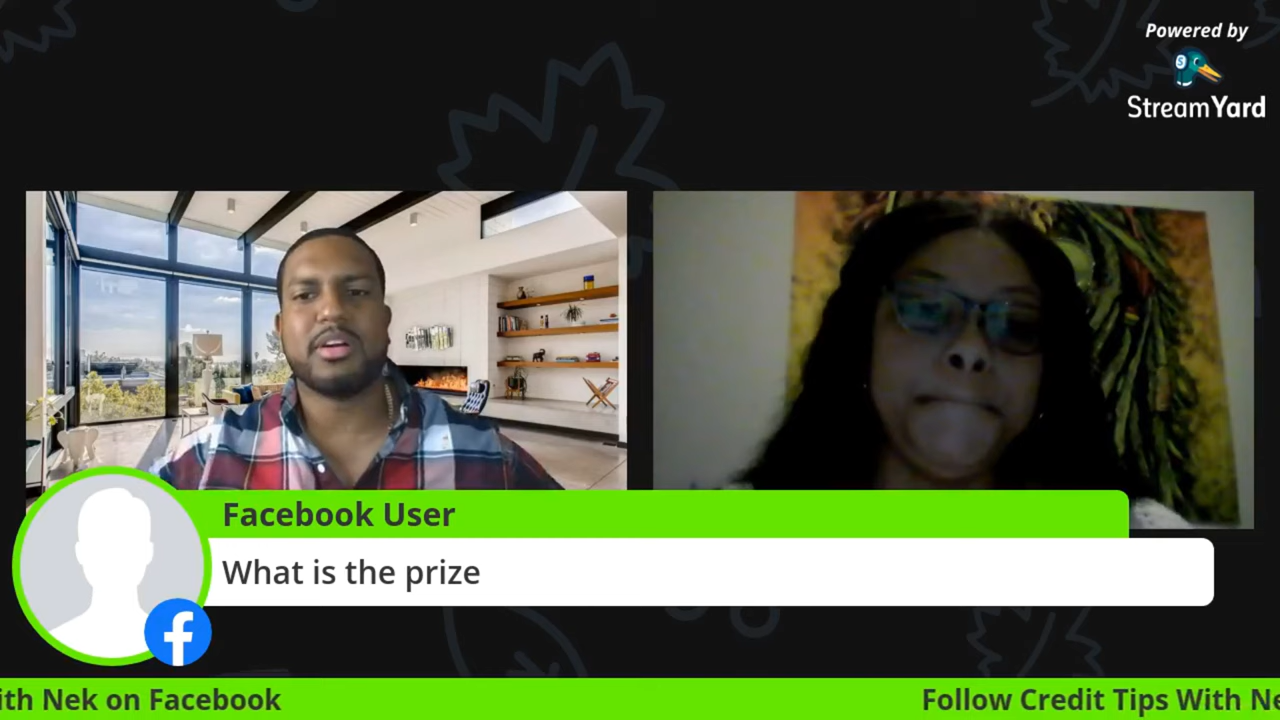 Powered by
StreamYard
Facebook User
What is the prize
ith Nek on Facebook
Follow Credit Tips With Ne